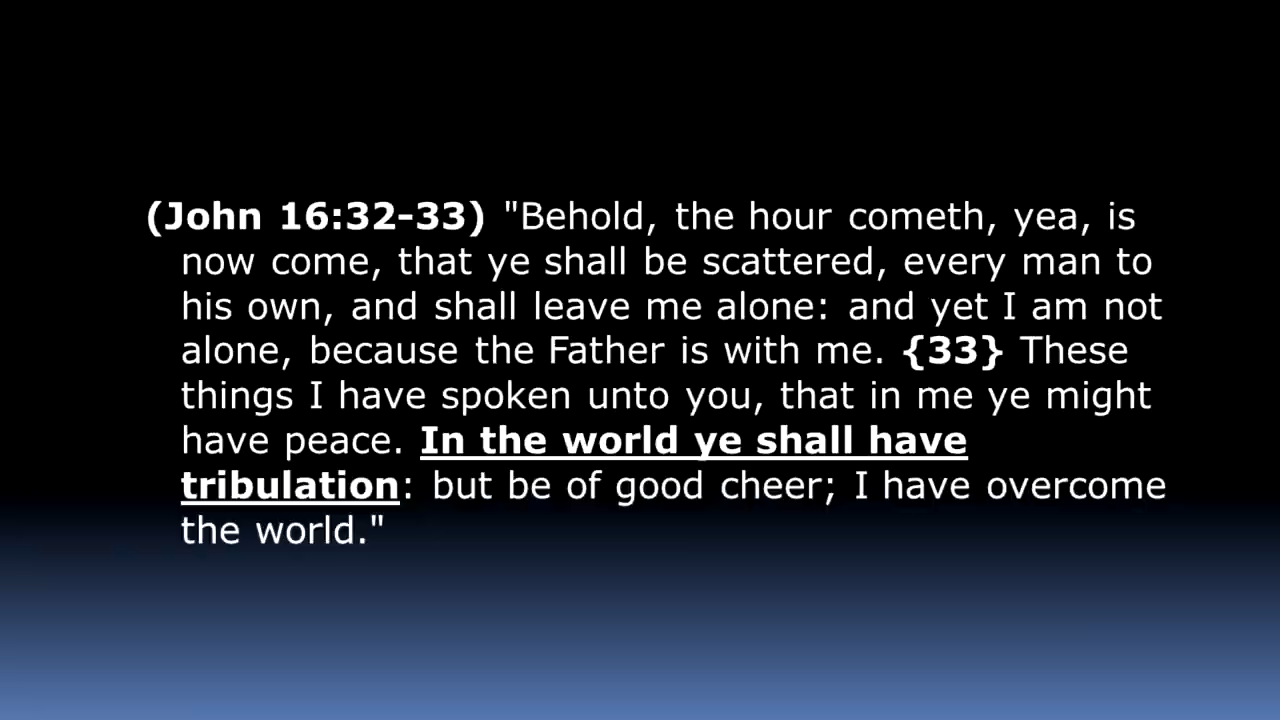 (John 16:32-33) "Behold, the hour cometh, yea, is
now come, that ye shall be scattered, every man to
his own, and shall leave me alone: and yet I am not
alone, because the Father is with me. {33} These
things I have spoken unto you, that in me ye might
have peace. In the world ye shall have
tribulation: but be of good cheer; I have overcome
the world."